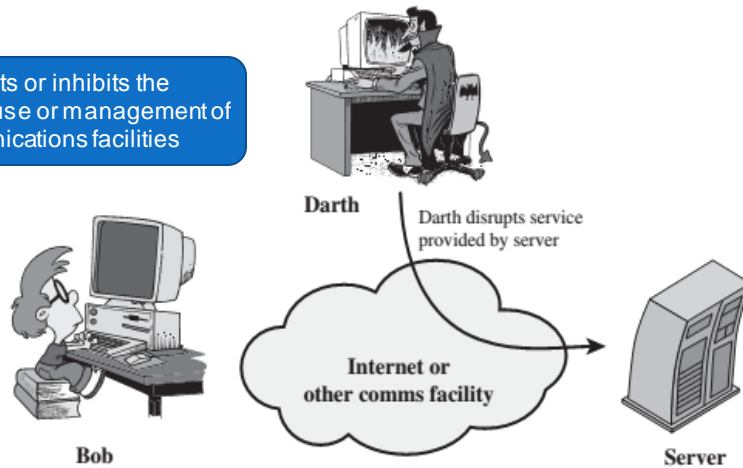 ts or inhibits the
use or management of
nications facilities
Darth
Darth disrupts service
provided by server
Internet or
other comms facility
Bob
Server